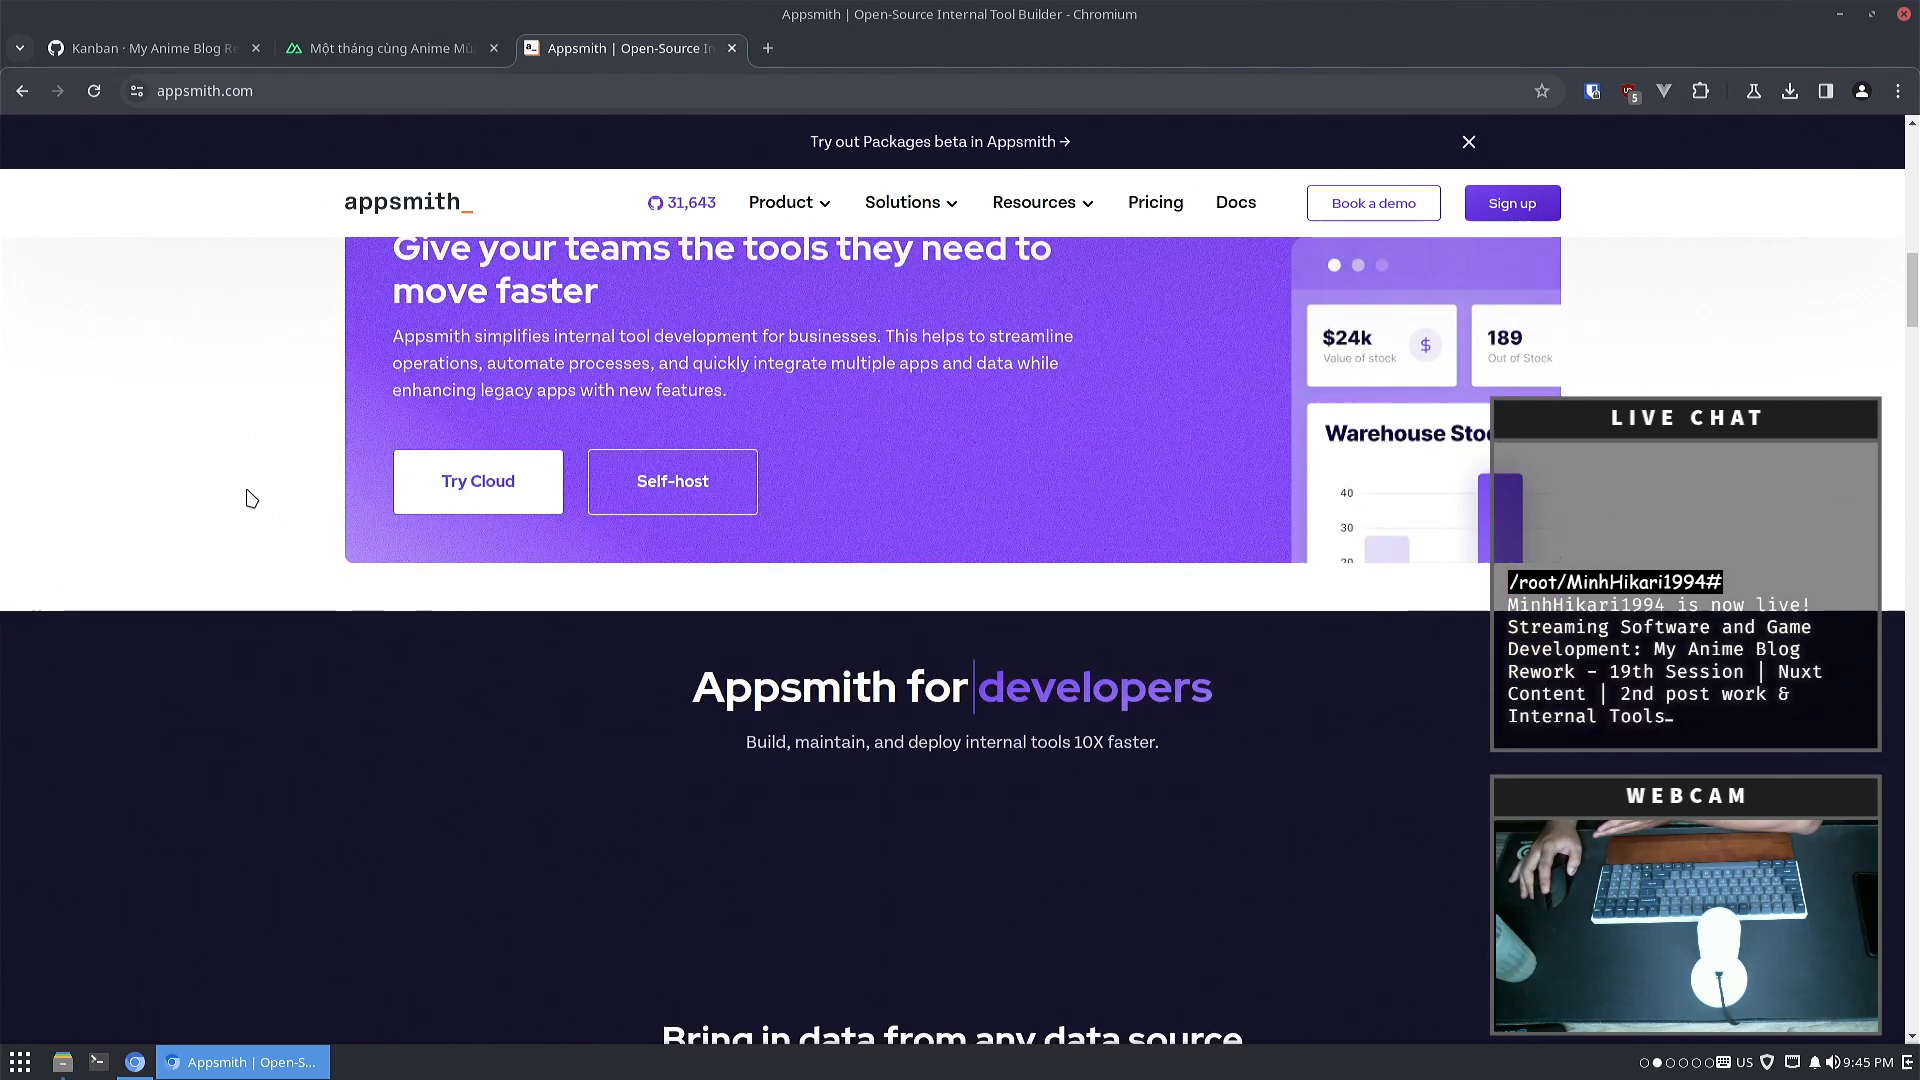 Appsmith | Open-Source Internal Tool Builder - Chromium
Kanban · My Anime Blog Re
Một tháng cùng Anime Mù
Appsmith | Open-Source In
appsmith.com
5
Try out Packages beta in Appsmith →
appsmith_
31,643
Product
Solutions
Resources
Pricing
Docs
Book a demo
Sign up
Give your teams the tools they need to
move faster
Appsmith simplifies internal tool development for businesses. This helps to streamline
operations, automate processes, and quickly integrate multiple apps and data while
enhancing legacy apps with new features.
Try Cloud
Self-host
$24k
Value of stock
$
189
Out of Stock
Warehouse Stoc
40
30
20
LIVE CHAT
/root/MinhHikari1994#
MinhHikari1994 is now live!
Streaming Software and Game
Development: My Anime Blog
Rework - 19th Session | Nuxt
Content | 2nd post work &
Internal Tools_
Appsmith for developers
Build, maintain, and deploy internal tools 10X faster.
WEBCAM
Bring in data from any data source
Appsmith | Open-S...
US
9:45 PM